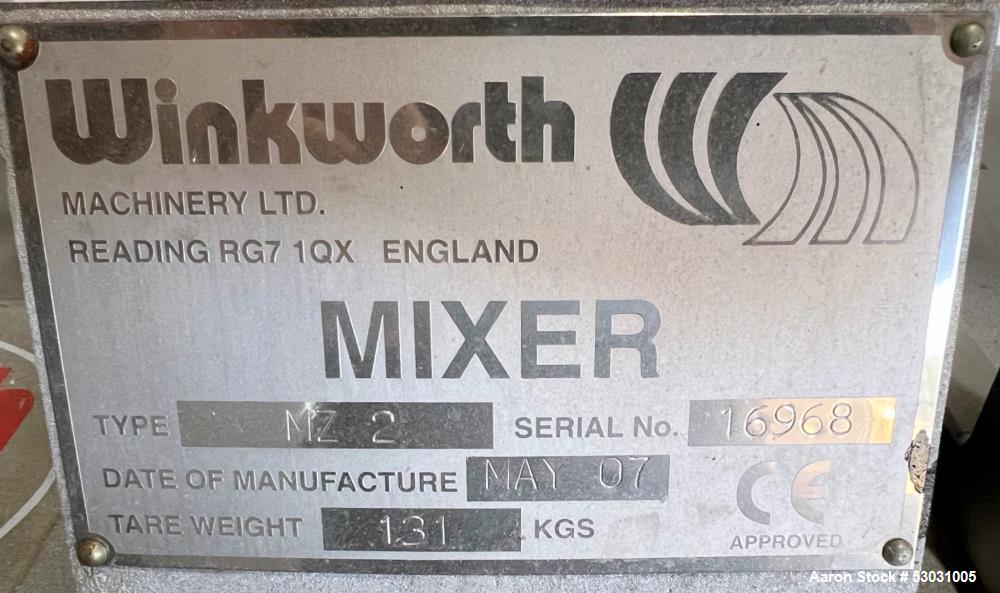 Winkworth
MACHINERY LTD.
READING RG7 1QX ENGLAND
MIXER
TYPE MZ 2 SERIAL No. 16968
DATE OF MANUFACTURE MAY 07
TARE WEIGHT 131 KGS
CE
APPROVED
Aaron Stock # 53031005